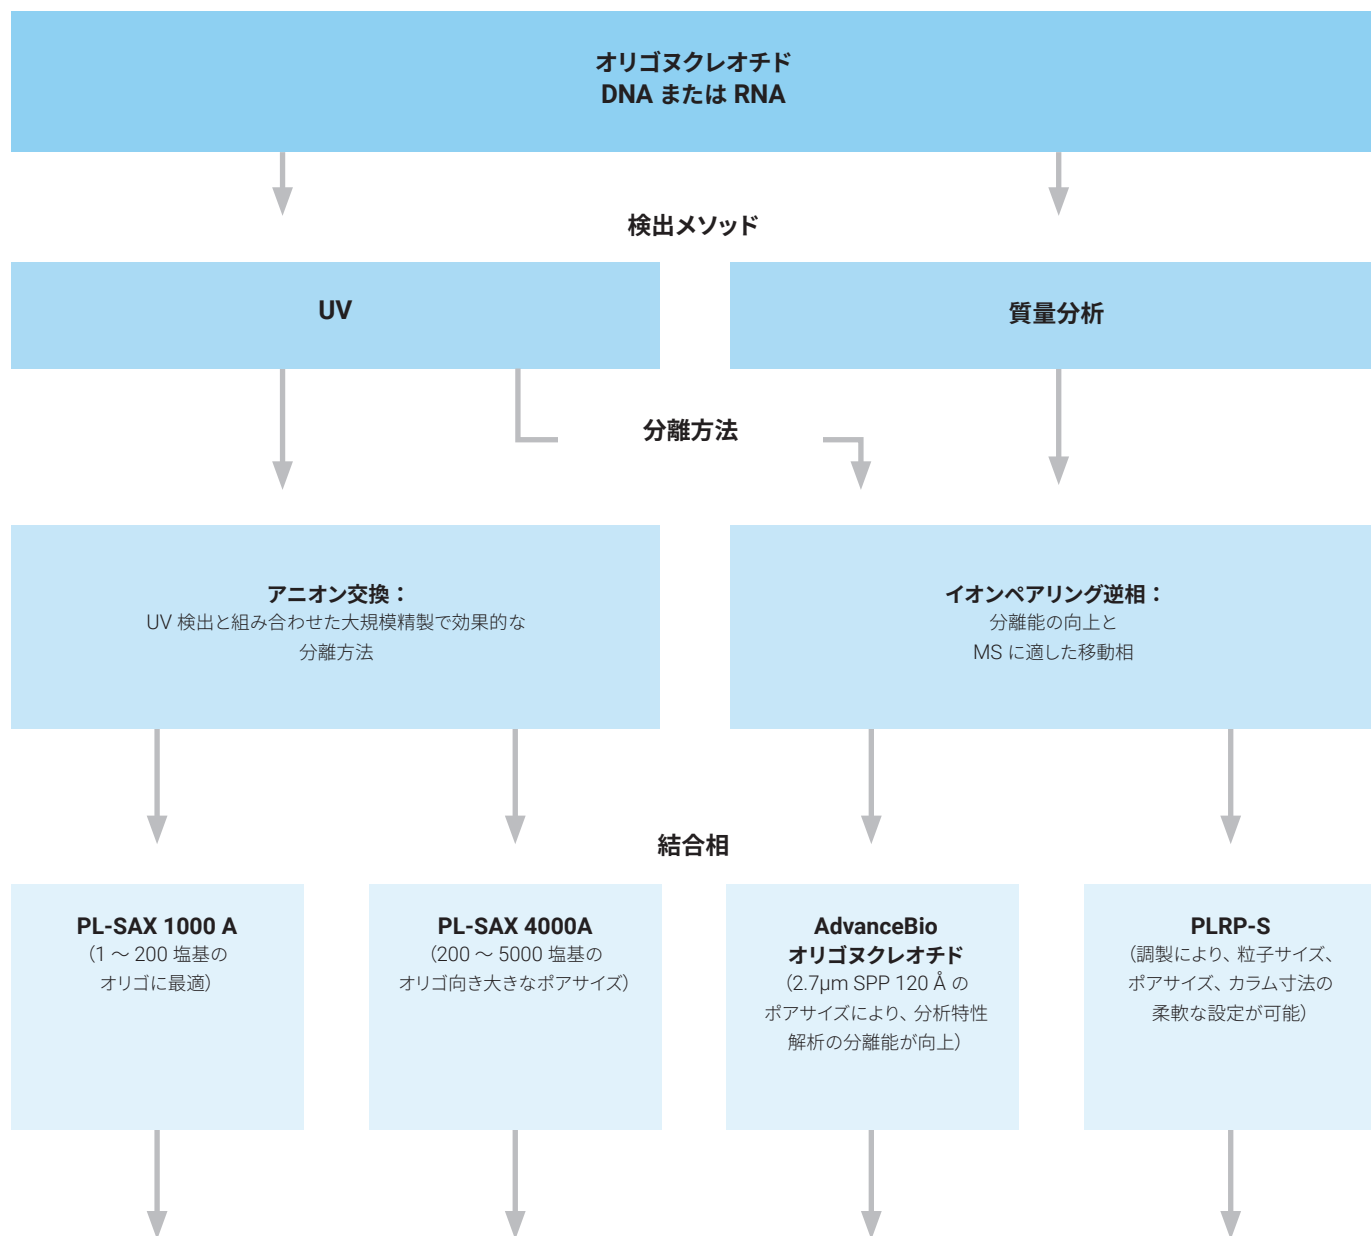 オリゴヌクレオチド
DNA または RNA
検出メソッド
UV
質量分析
分離方法
アニオン交換：
UV 検出と組み合わせた大規模精製で効果的な
分離方法
イオンペアリング逆相：
分離能の向上と
MS に適した移動相
結合相
PL-SAX 1000 A
（1 ～ 200 塩基の
オリゴに最適）
PL-SAX 4000A
（200 ～ 5000 塩基の
オリゴ向き大きなポアサイズ）
AdvanceBio
オリゴヌクレオチド
（2.7µm SPP 120 Å の
ポアサイズにより、分析特性
解析の分離能が向上）
PLRP-S
（調製により、粒子サイズ、
ポアサイズ、カラム寸法の
柔軟な設定が可能）